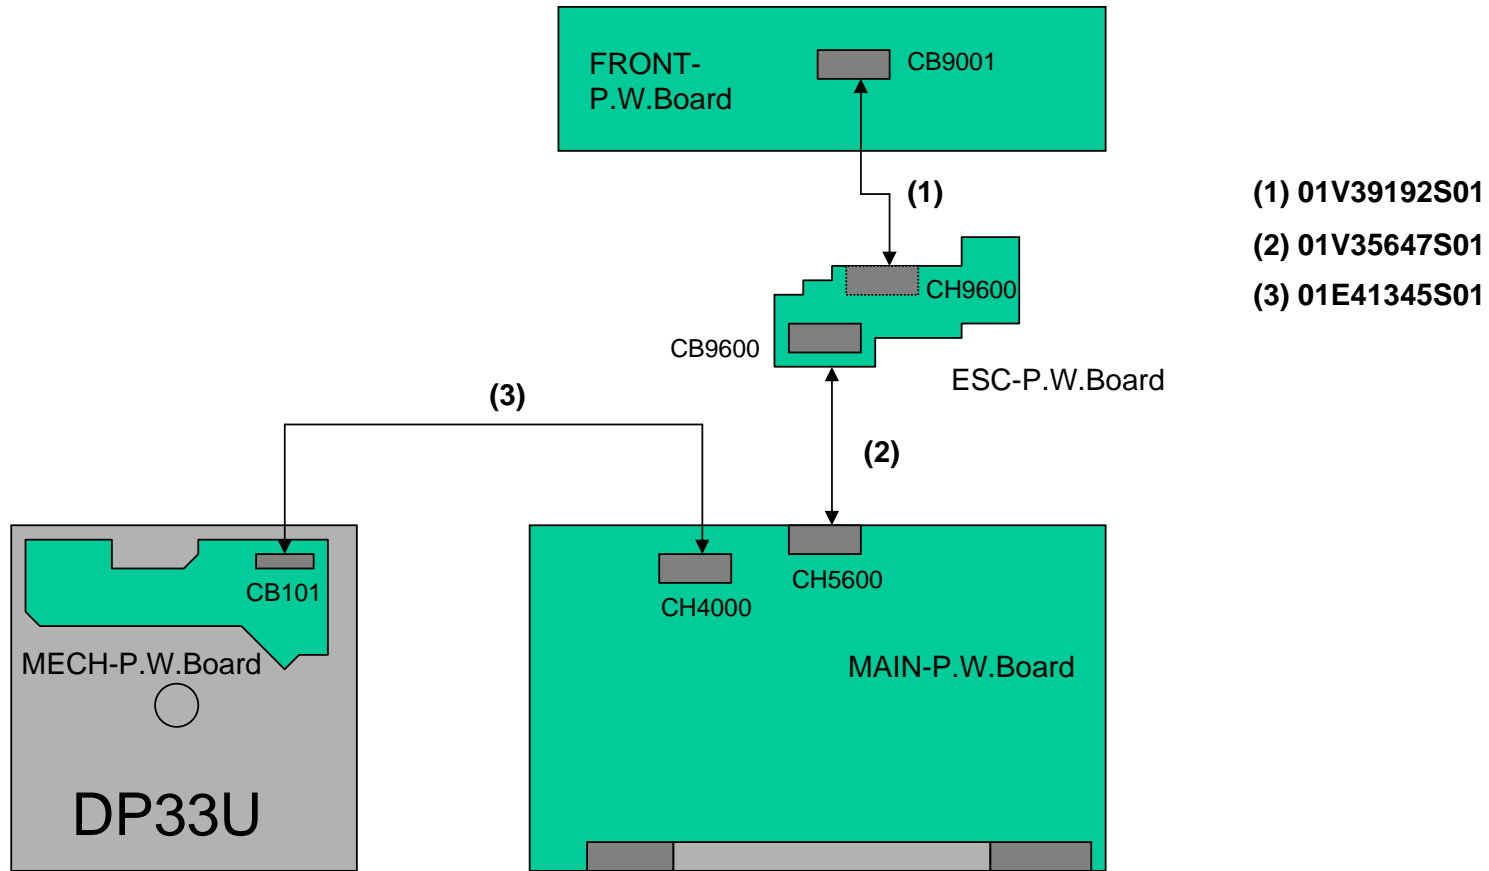 FRONT-
P.W.Board
CB9001
(1)
(1) 01V39192S01
(2) 01V35647S01
(3) 01E41345S01
CH9600
CB9600
ESC-P.W.Board
(3)
(2)
CB101
CH4000
CH5600
MECH-P.W.Board
MAIN-P.W.Board
DP33U